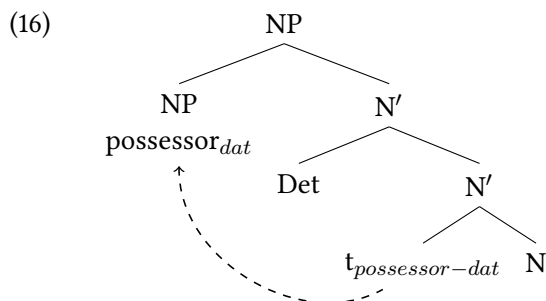 (16) NP
NP N′
possessor_dat
Det N′
t_possessor−dat N